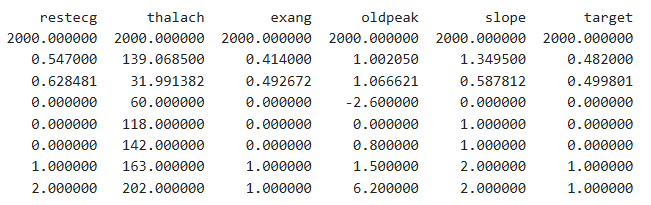 restecg thalach exang oldpeak slope target
2000.000000 2000.000000 2000.000000 2000.000000 2000.000000 2000.000000
0.547000 139.068500 0.414000 1.002050 1.349500 0.482000
0.628481 31.991382 0.492672 1.066621 0.587812 0.499801
0.000000 60.000000 0.000000 -2.600000 0.000000 0.000000
0.000000 118.000000 0.000000 0.000000 1.000000 0.000000
0.000000 142.000000 0.000000 0.800000 1.000000 0.000000
1.000000 163.000000 1.000000 1.500000 2.000000 1.000000
2.000000 202.000000 1.000000 6.200000 2.000000 1.000000